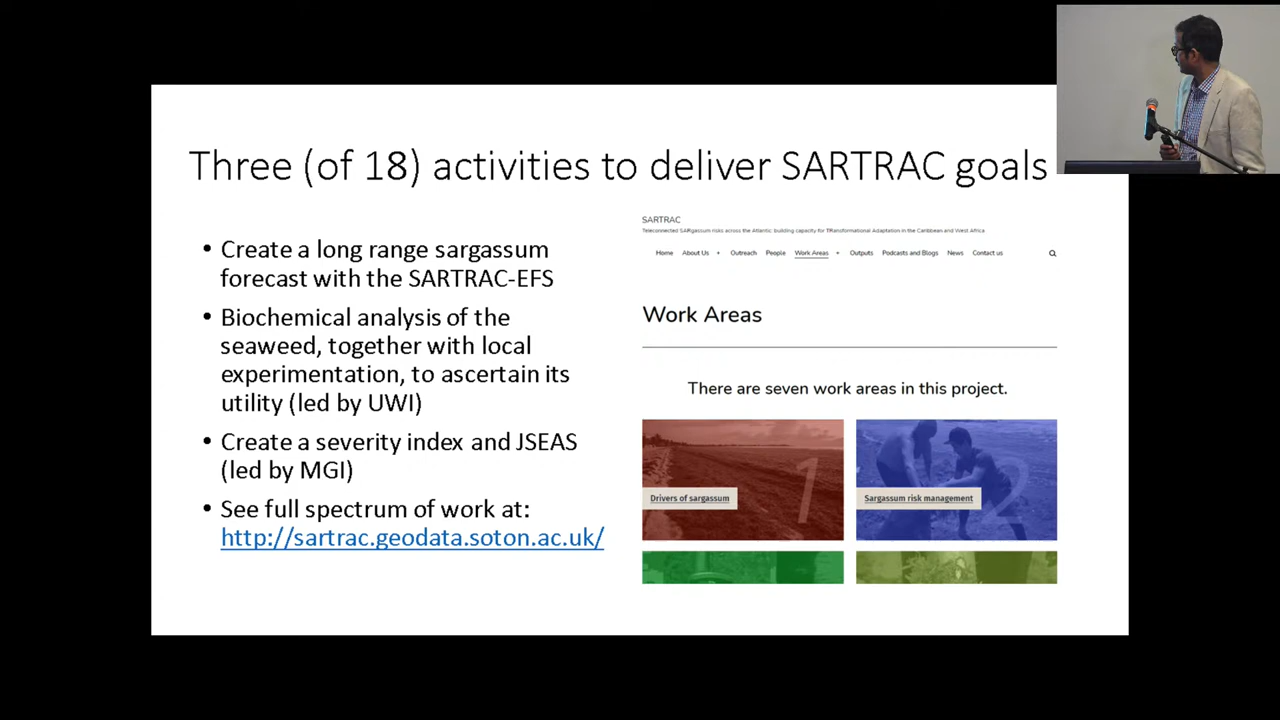 Three (of 18) activities to deliver SARTRAC goals
• Create a long range sargassum
forecast with the SARTRAC-EFS
• Biochemical analysis of the
seaweed, together with local
experimentation, to ascertain its
utility (led by UWI)
• Create a severity index and JSEAS
(led by MGI)
• See full spectrum of work at:
http://sartrac.geodata.soton.ac.uk/
SARTRAC
Teleconnected SARgassum risks across the Atlantic: building capacity for TRansformational Adaptation in the Caribbean and West Africa.
Home About Us + Outreach People Work Areas + Outputs Podcasts and Blogs News Contact us
Work Areas
There are seven work areas in this project.
1
Drivers of sargassum
2
Sargassum risk management